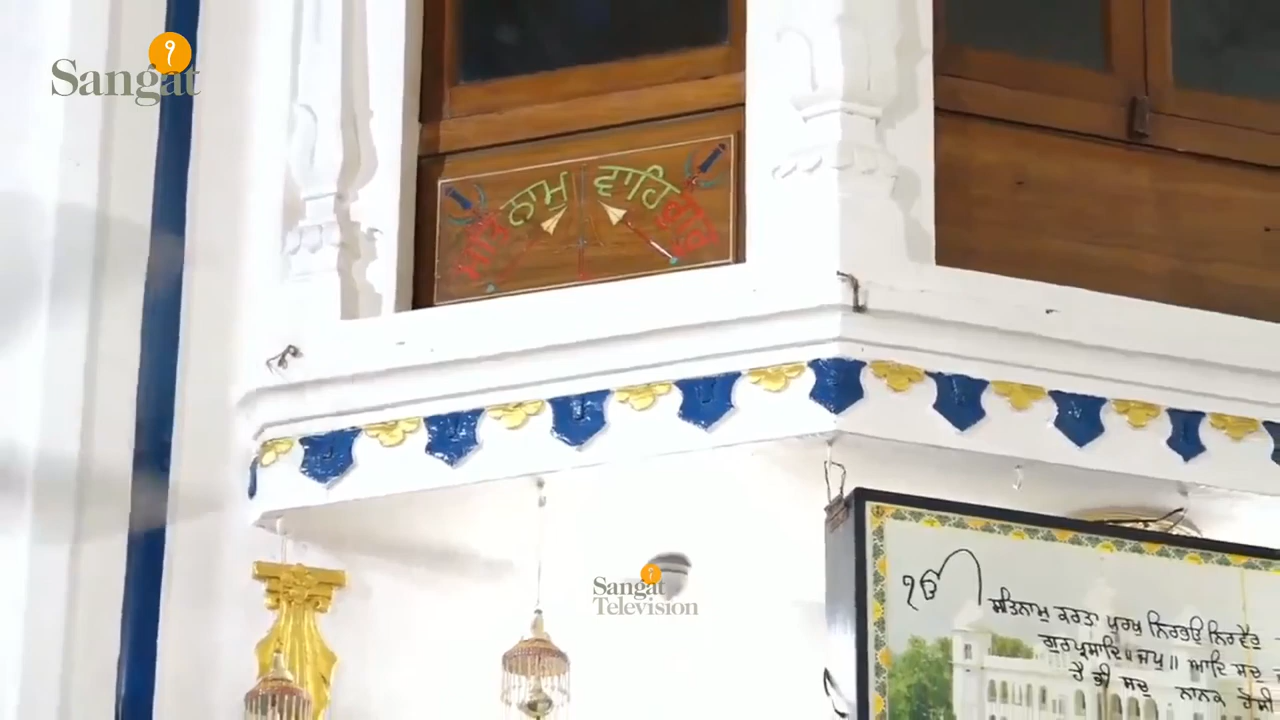 Sangat
ਸਤਿ ਨਾਮੁ ਵਾਹਿ ਗੁਰੂ
Sangat
Television
ੴ ਸਤਿਨਾਮੁ ਕਰਤਾ ਪੁਰਖੁ ਨਿਰਭਉ ਨਿਰਵੈਰੁ
ਗੁਰਪ੍ਰਸਾਦਿ॥ ਜਪੁ॥ ਆਦਿ ਸਚੁ
ਹੈ ਭੀ ਸਚੁ ਨਾਨਕ ਹੋਸੀ